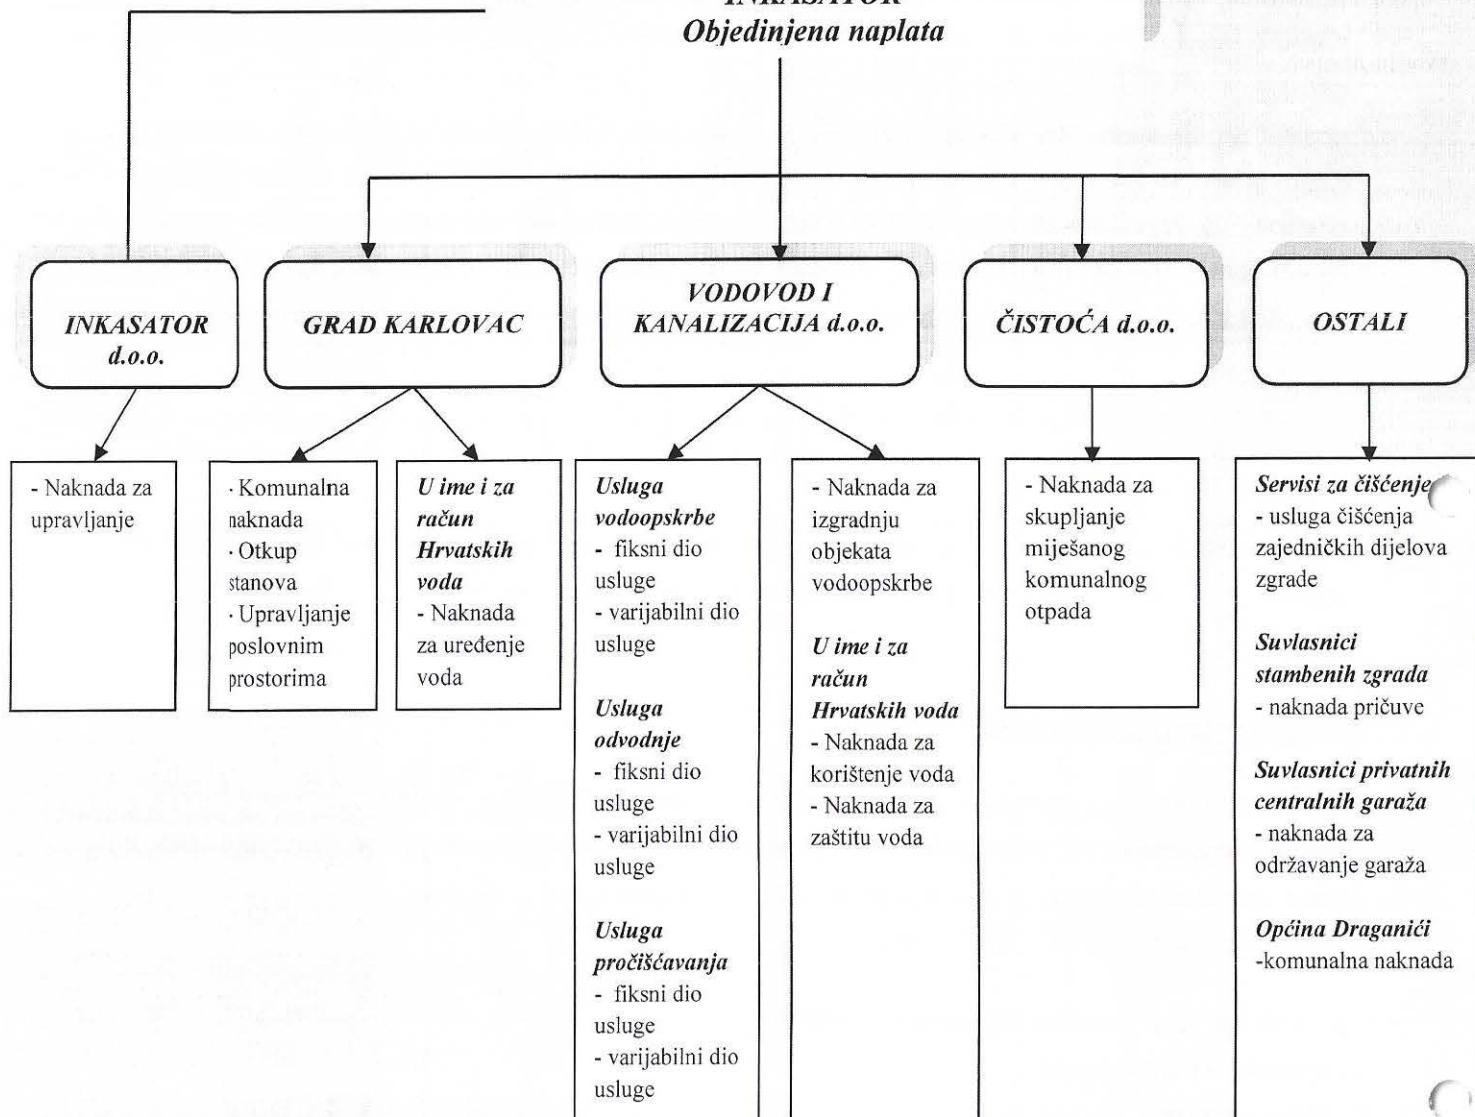 INKASATOR
Objedinjena naplata
INKASATOR
d.o.o.
GRAD KARLOVAC
VODOVOD I
KANALIZACIJA d.o.o.
ČISTOĆA d.o.o.
OSTALI
- Naknada za
upravljanje
· Komunalna
naknada
· Otkup
stanova
· Upravljanje
poslovnim
prostorima
U ime i za
račun
Hrvatskih
voda
- Naknada
za uređenje
voda
Usluga
vodoopskrbe
- fiksni dio
usluge
- varijabilni dio
usluge
Usluga
odvodnje
- fiksni dio
usluge
- varijabilni dio
usluge
Usluga
pročišćavanja
- fiksni dio
usluge
- varijabilni dio
usluge
- Naknada za
izgradnju
objekata
vodoopskrbe
U ime i za
račun
Hrvatskih voda
- Naknada za
korištenje voda
- Naknada za
zaštitu voda
- Naknada za
skupljanje
miješanog
komunalnog
otpada
Servisi za čišćenje
- usluga čišćenja
zajedničkih dijelova
zgrade
Suvlasnici
stambenih zgrada
- naknada pričuve
Suvlasnici privatnih
centralnih garaža
- naknada za
održavanje garaža
Općina Draganići
-komunalna naknada